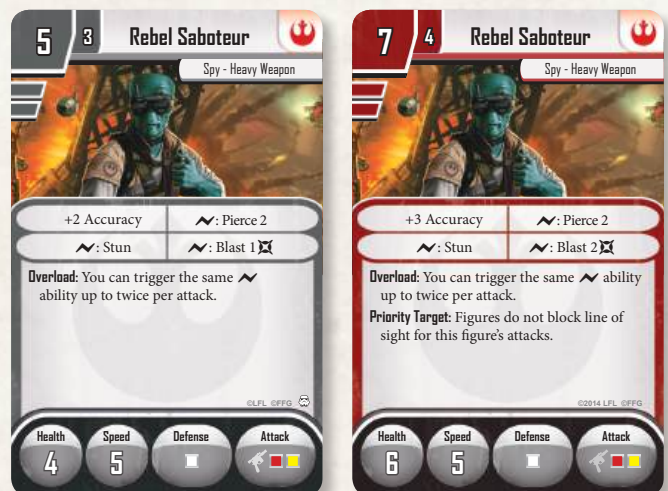 5
3
Rebel Saboteur
Spy - Heavy Weapon
+2 Accuracy
: Pierce 2
: Stun
: Blast 1
Overload: You can trigger the same
ability up to twice per attack.
©LFL ©FFG
Health
Speed
Defense
Attack
4
5
7
4
Rebel Saboteur
Spy - Heavy Weapon
+3 Accuracy
: Pierce 2
: Stun
: Blast 2
Overload: You can trigger the same ability
up to twice per attack.
Priority Target: Figures do not block line of
sight for this figure's attacks.
©2014 LFL ©FFG
Health
Speed
Defense
Attack
6
5